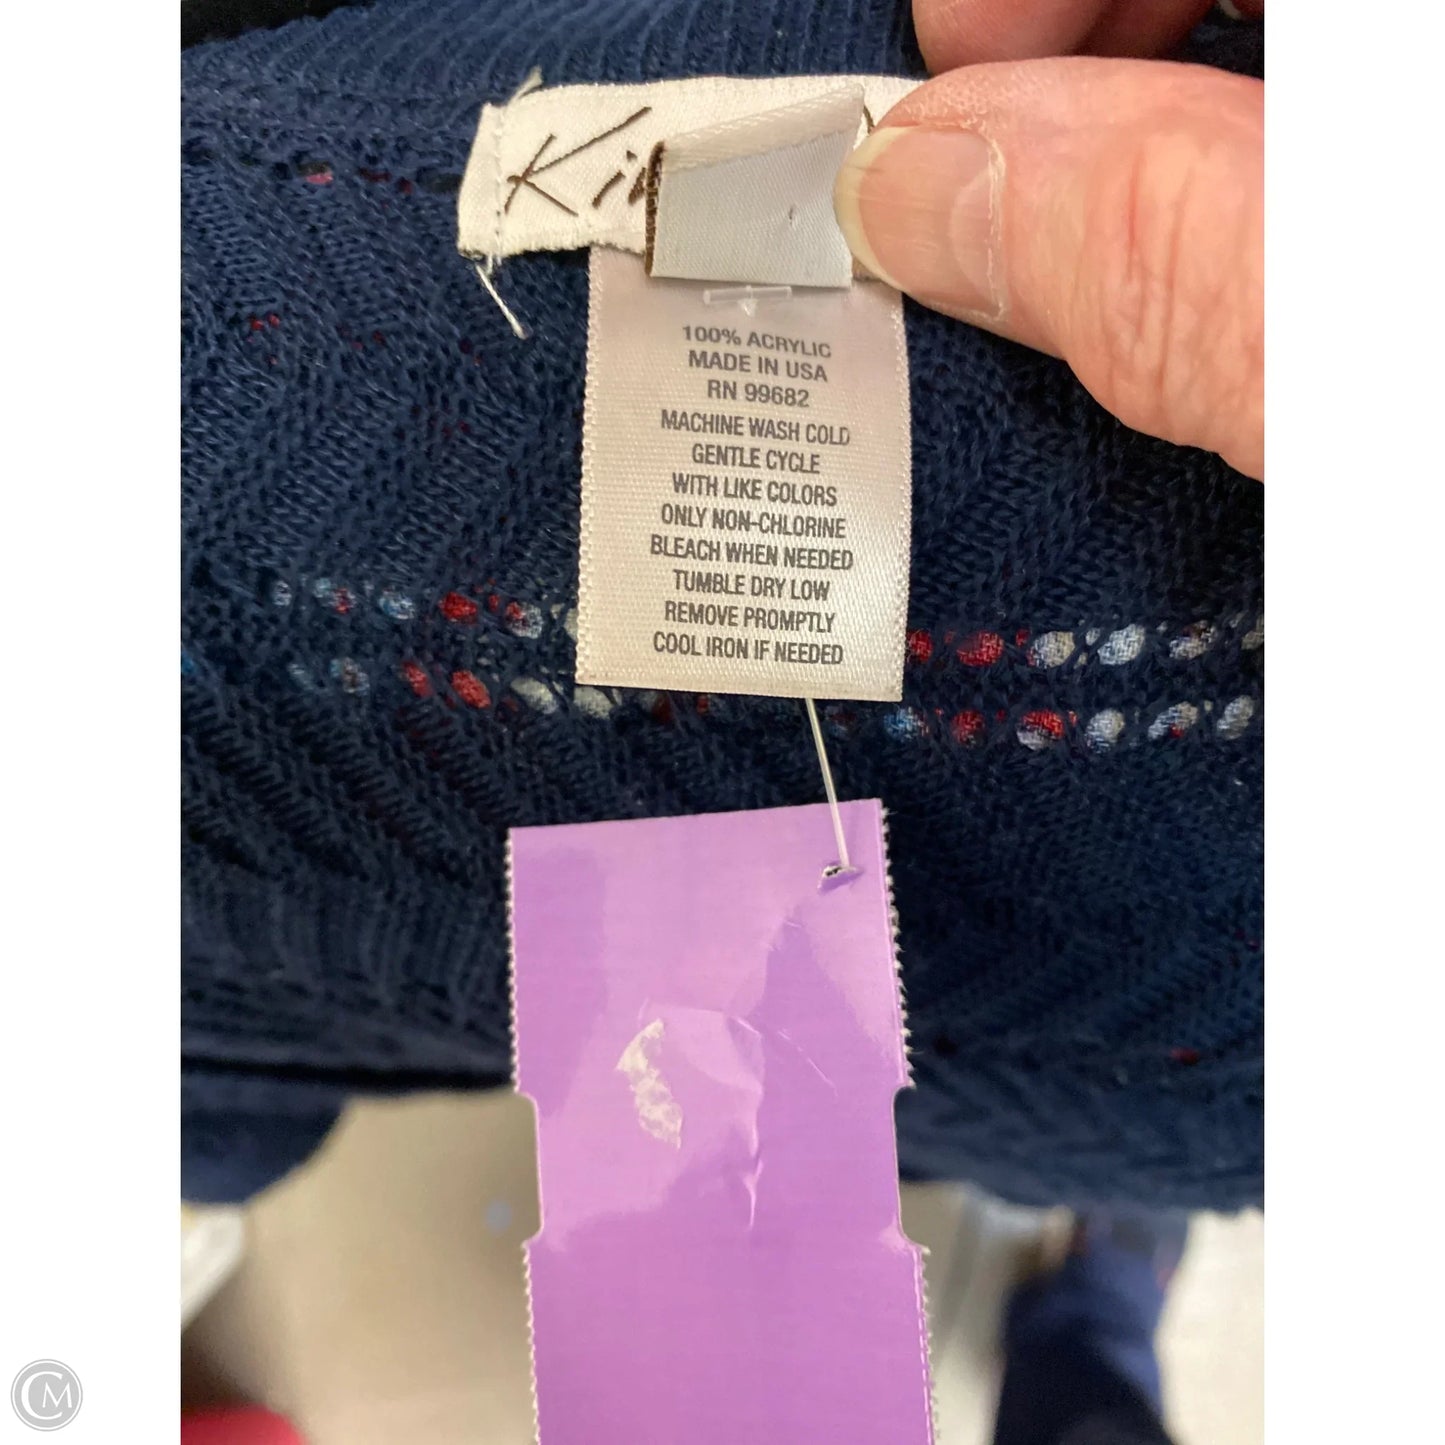 100% ACRYLIC
MADE IN USA
RN 99682
MACHINE WASH COLD
GENTLE CYCLE
WITH LIKE COLORS
ONLY NON-CHLORINE
BLEACH WHEN NEEDED
TUMBLE DRY LOW
REMOVE PROMPTLY
COOL IRON IF NEEDED
CM